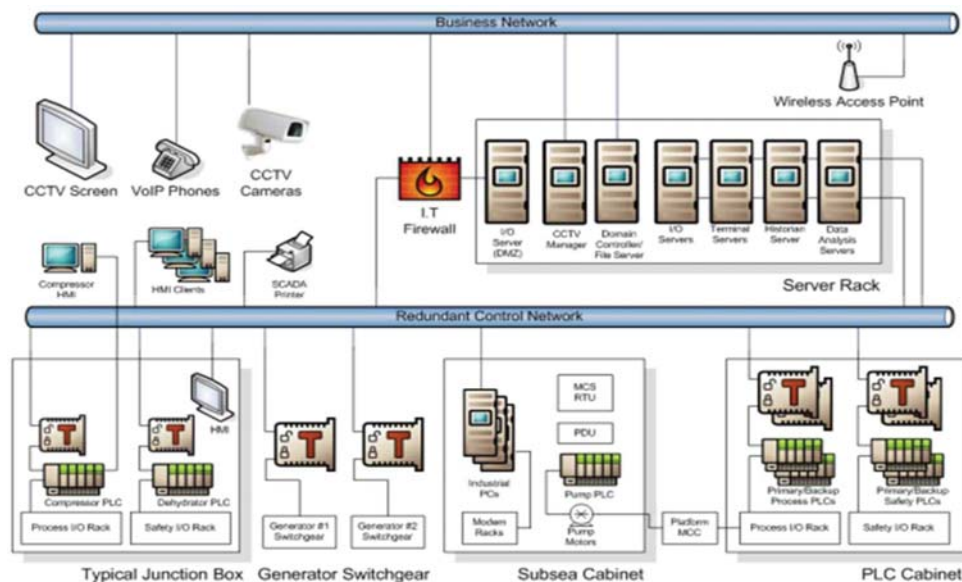 Business Network
Wireless Access Point
CCTV Screen
VoIP Phones
CCTV
Cameras
I.T
Firewall
I/O
Server
(DMZ)
CCTV
Manager
Domain
Controller/
File Server
I/O
Servers
Terminal
Servers
Historian
Server
Data
Analysis
Servers
Server Rack
Compressor
HMI
HMI Clients
SCADA
Printer
Redundant Control Network
HMI
T
T
T
T
T
T
Compressor PLC
Dehydrator PLC
Process I/O Rack
Safety I/O Rack
Typical Junction Box
Generator #1
Switchgear
Generator #2
Switchgear
Generator Switchgear
MCS
RTU
PDU
Industrial
PCs
Pump PLC
Modem
Racks
Pump
Motors
Subsea Cabinet
Platform
MCC
Primary/Backup
Process PLCs
Primary/Backup
Safety PLCs
Process I/O Rack
Safety I/O Rack
PLC Cabinet